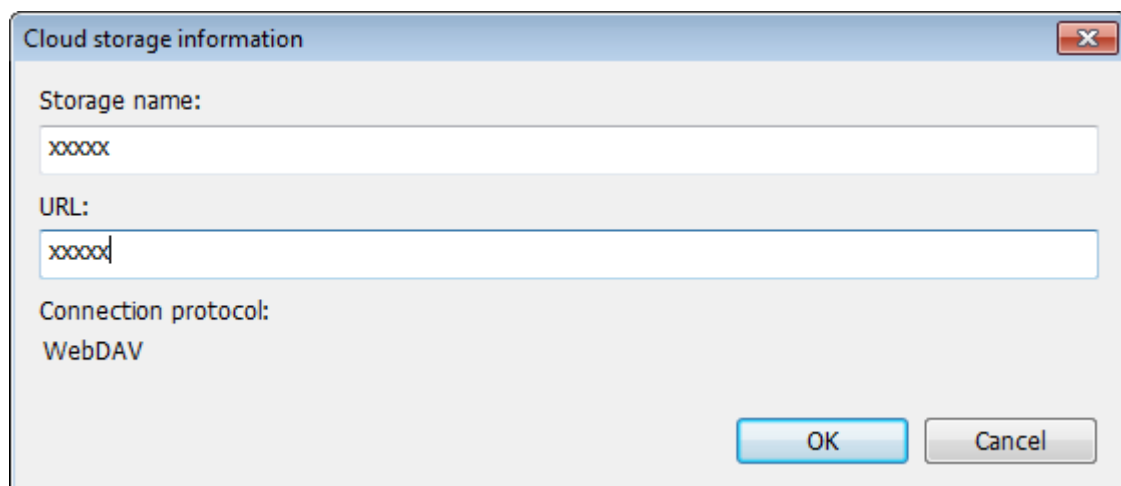 Cloud storage information
Storage name:
xxxxx
URL:
xxxxx
Connection protocol:
WebDAV
OK Cancel